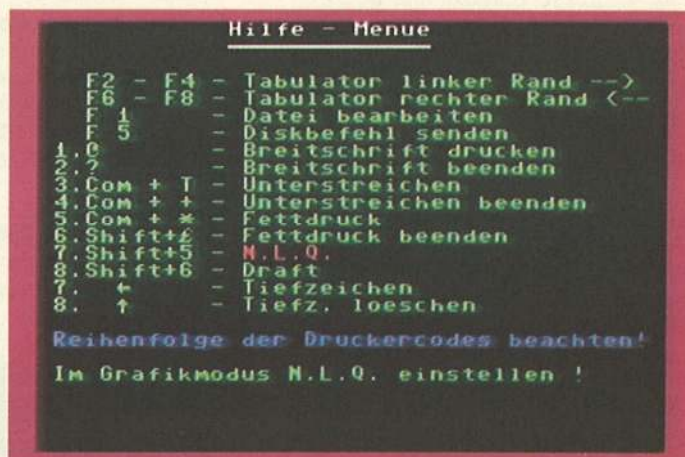 Hilfe - Menue
F2 - F4 - Tabulator linker Rand -->
F6 - F8 - Tabulator rechter Rand <--
F 1 - Datei bearbeiten
F 5 - Diskbefehl senden
1.@ - Breitschrift drucken
2.? - Breitschrift beenden
3.Com + T - Unterstreichen
4.Com + + - Unterstreichen beenden
5.Com + * - Fettdruck
6.Shift+£ - Fettdruck beenden
7.Shift+5 - N.L.Q.
8.Shift+6 - Draft
7. ← - Tiefzeichen
8. ↑ - Tiefz. loeschen
Reihenfolge der Druckercodes beachten!
Im Grafikmodus N.L.Q. einstellen !